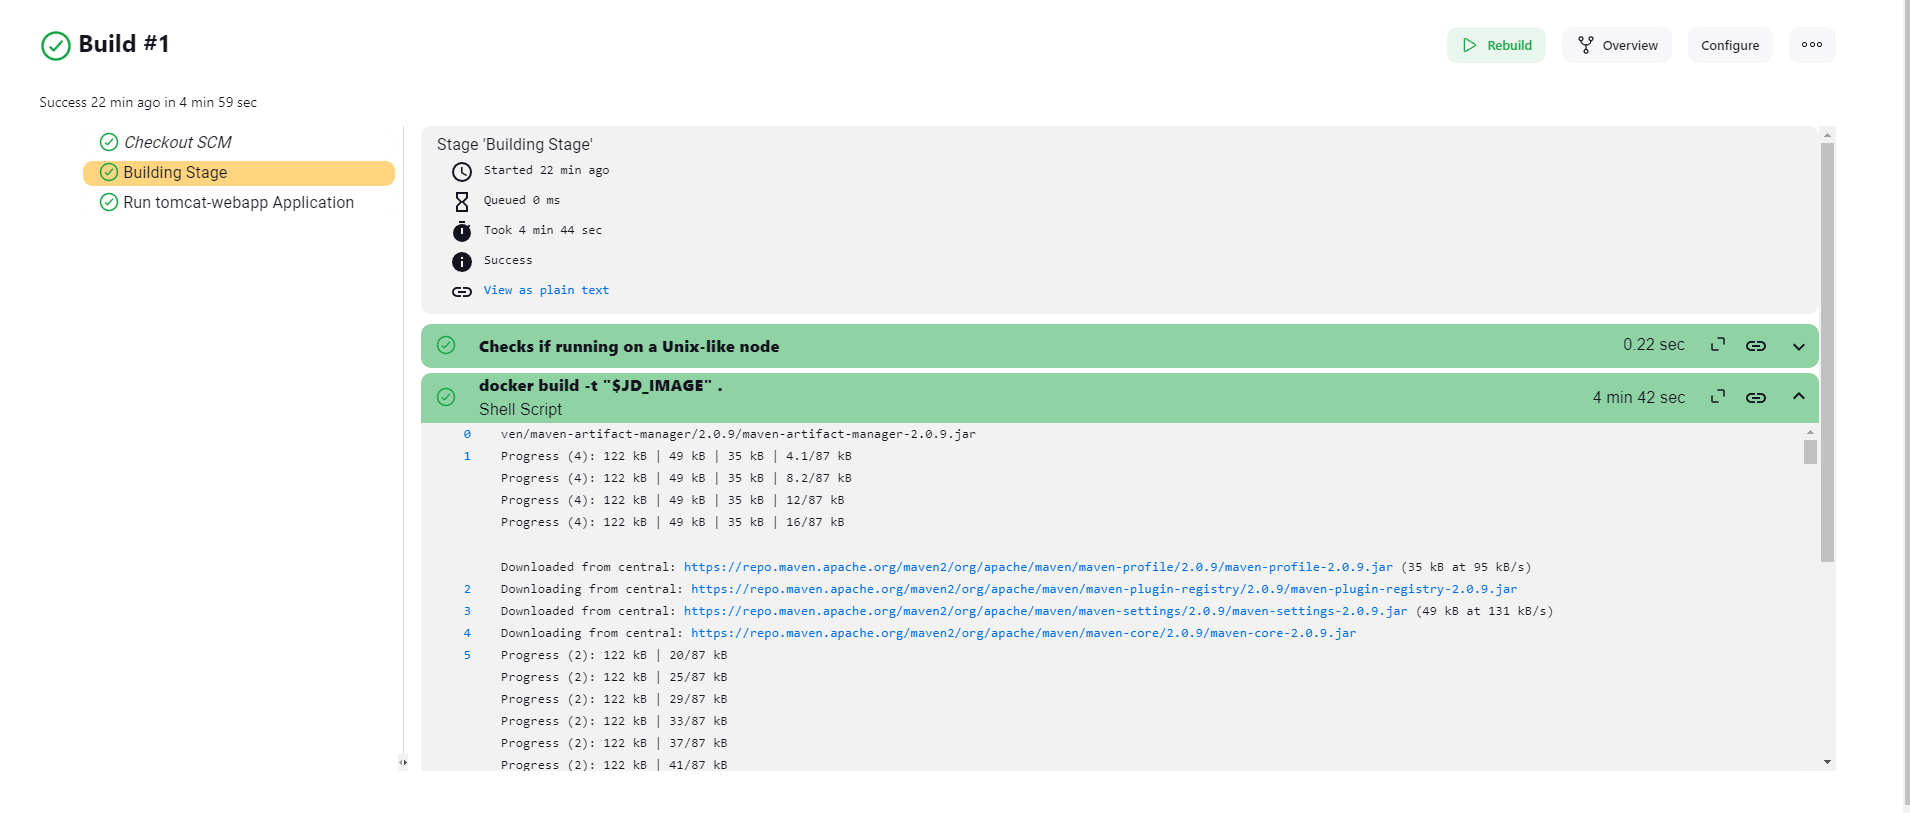 Build #1
Rebuild
Overview
Configure
Success 22 min ago in 4 min 59 sec
Checkout SCM
Building Stage
Run tomcat-webapp Application
Stage 'Building Stage'
Started 22 min ago
Queued 0 ms
Took 4 min 44 sec
Success
View as plain text
Checks if running on a Unix-like node
0.22 sec
docker build -t "$JD_IMAGE" .
Shell Script
4 min 42 sec
0 ven/maven-artifact-manager/2.0.9/maven-artifact-manager-2.0.9.jar
1 Progress (4): 122 kB | 49 kB | 35 kB | 4.1/87 kB
Progress (4): 122 kB | 49 kB | 35 kB | 8.2/87 kB
Progress (4): 122 kB | 49 kB | 35 kB | 12/87 kB
Progress (4): 122 kB | 49 kB | 35 kB | 16/87 kB
Downloaded from central: https://repo.maven.apache.org/maven2/org/apache/maven/maven-profile/2.0.9/maven-profile-2.0.9.jar (35 kB at 95 kB/s)
2 Downloading from central: https://repo.maven.apache.org/maven2/org/apache/maven/maven-plugin-registry/2.0.9/maven-plugin-registry-2.0.9.jar
3 Downloaded from central: https://repo.maven.apache.org/maven2/org/apache/maven/maven-settings/2.0.9/maven-settings-2.0.9.jar (49 kB at 131 kB/s)
4 Downloading from central: https://repo.maven.apache.org/maven2/org/apache/maven/maven-core/2.0.9/maven-core-2.0.9.jar
5 Progress (2): 122 kB | 20/87 kB
Progress (2): 122 kB | 25/87 kB
Progress (2): 122 kB | 29/87 kB
Progress (2): 122 kB | 33/87 kB
Progress (2): 122 kB | 37/87 kB
Progress (2): 122 kB | 41/87 kB